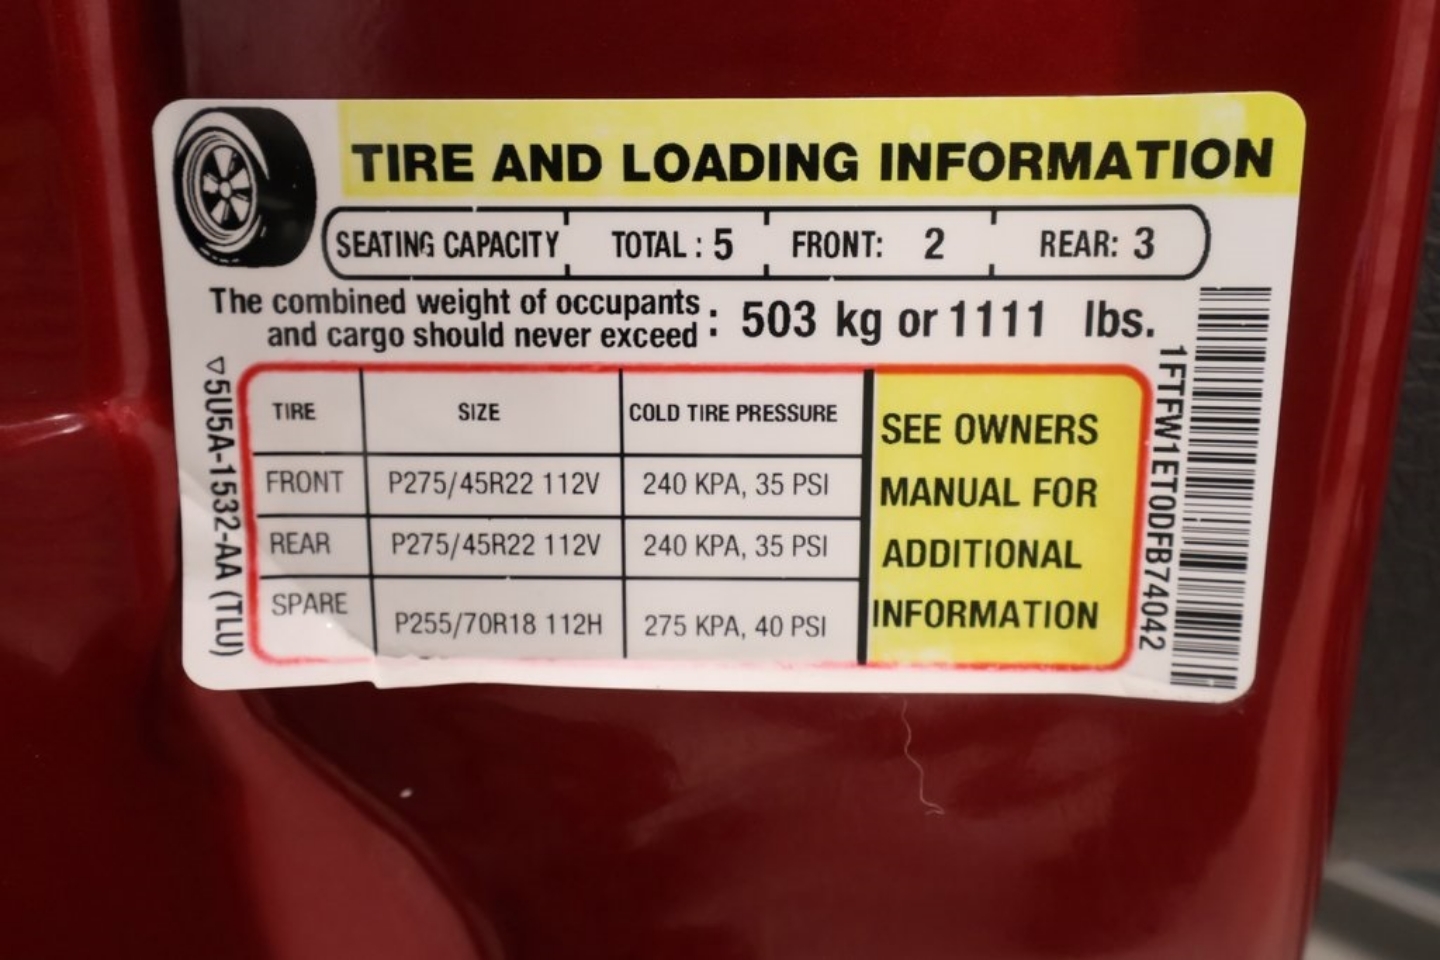 TIRE AND LOADING INFORMATION
SEATING CAPACITY TOTAL : 5 FRONT: 2 REAR: 3
The combined weight of occupants
and cargo should never exceed : 503 kg or 1111 lbs.
TIRE SIZE COLD TIRE PRESSURE
FRONT P275/45R22 112V 240 KPA, 35 PSI
REAR P275/45R22 112V 240 KPA, 35 PSI
SPARE P255/70R18 112H 275 KPA, 40 PSI
SEE OWNERS
MANUAL FOR
ADDITIONAL
INFORMATION
5U5A-1532-AA (TLU)
1FTFW1ET0DFB74042